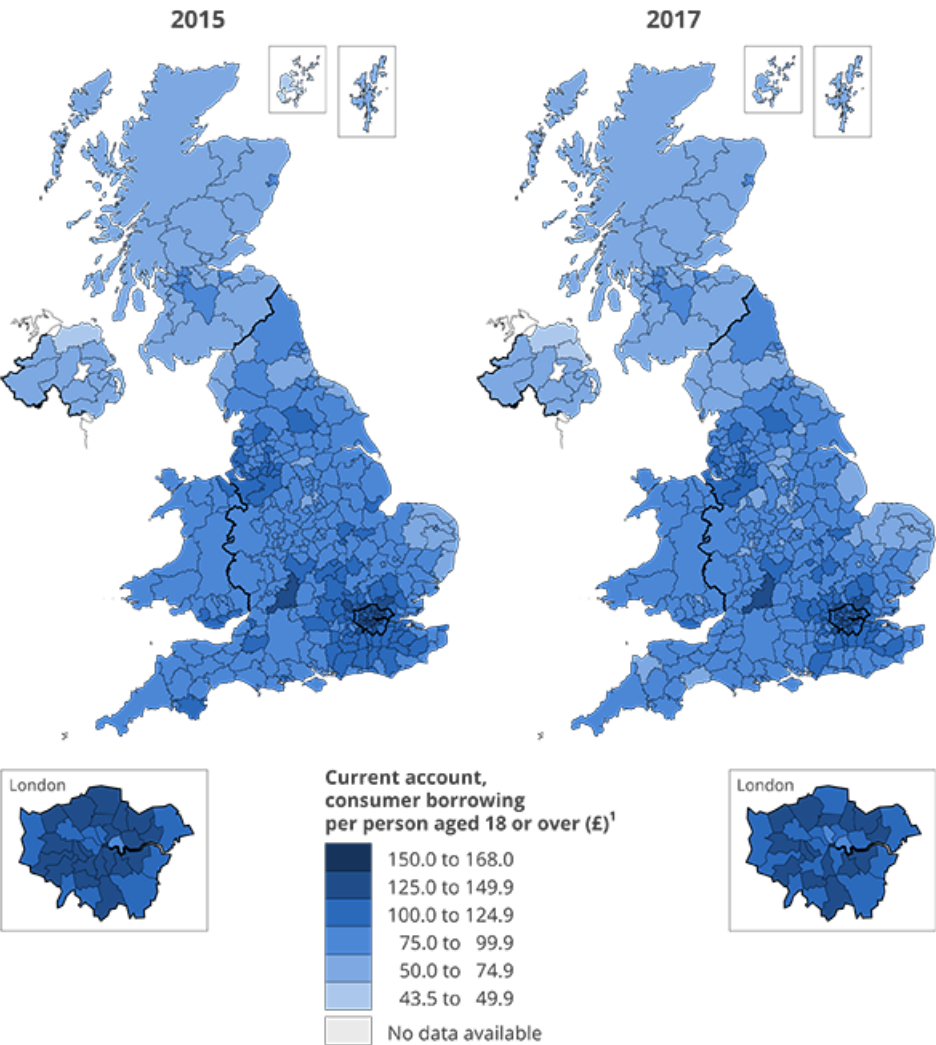 2015
2017
London
London
Current account,
consumer borrowing
per person aged 18 or over (£)¹
150.0 to 168.0
125.0 to 149.9
100.0 to 124.9
75.0 to 99.9
50.0 to 74.9
43.5 to 49.9
No data available